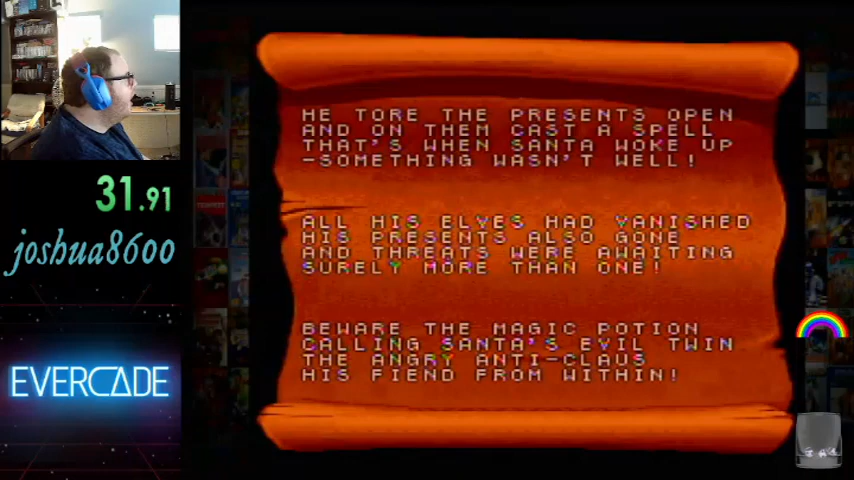 HE TORE THE PRESENTS OPEN
AND ON THEM CAST A SPELL
THAT'S WHEN SANTA WOKE UP
-SOMETHING WASN'T WELL!
ALL HIS ELVES HAD VANISHED
HIS PRESENTS ALSO GONE
AND THREATS WERE AWAITING
SURELY MORE THAN ONE!
BEWARE THE MAGIC POTION
CALLING SANTA'S EVIL TWIN
THE ANGRY ANTI-CLAUS
HIS FIEND FROM WITHIN!
31.91
joshua8600
EVERCADE